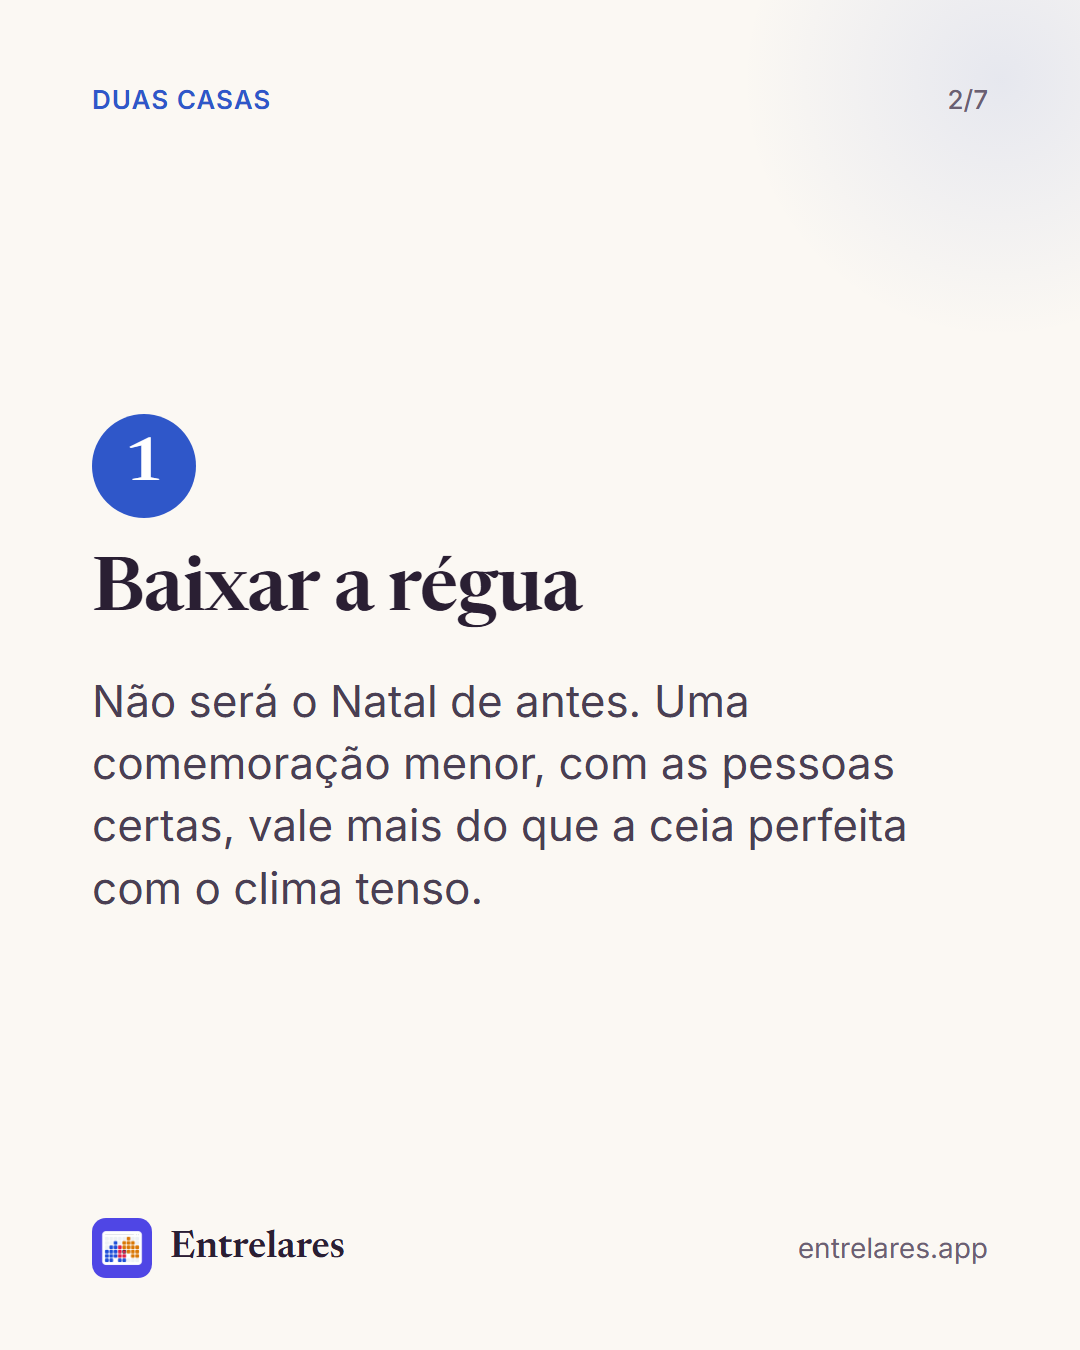 DUAS CASAS
2/7
1
Baixar a régua
Não será o Natal de antes. Uma
comemoração menor, com as pessoas
certas, vale mais do que a ceia perfeita
com o clima tenso.
Entrelares
entrelares.app